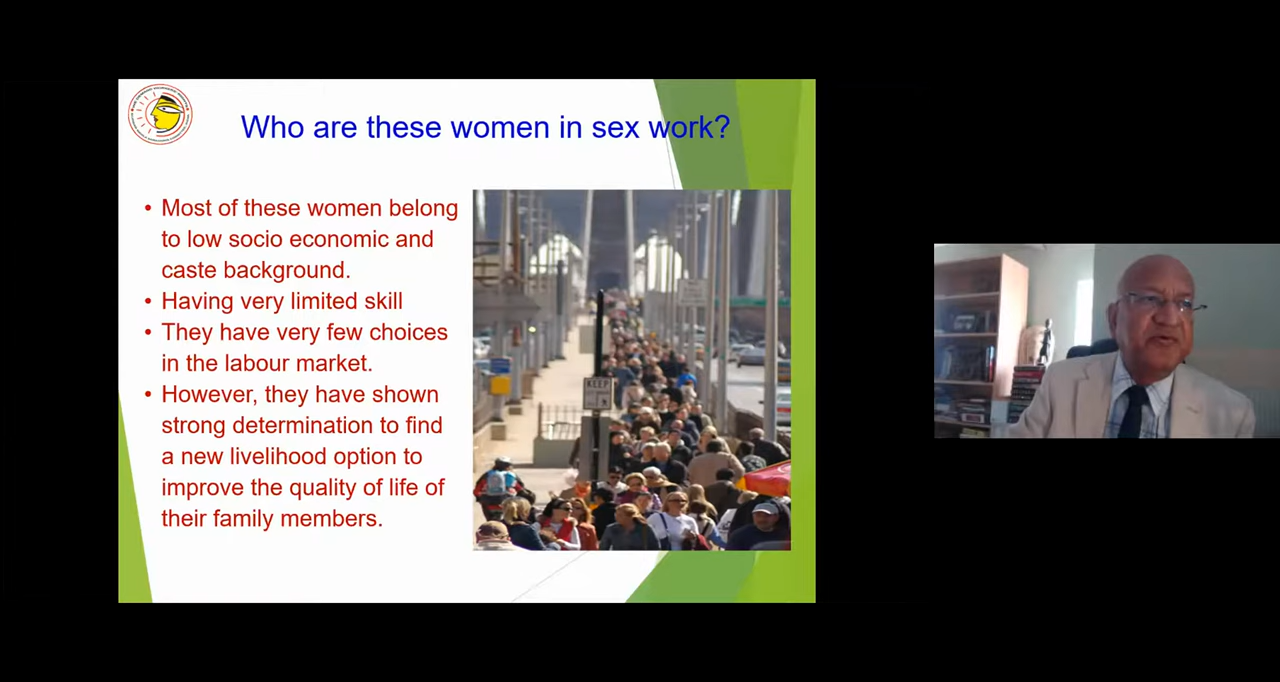 Who are these women in sex work?
• Most of these women belong
to low socio economic and
caste background.
• Having very limited skill
• They have very few choices
in the labour market.
• However, they have shown
strong determination to find
a new livelihood option to
improve the quality of life of
their family members.
KEEP